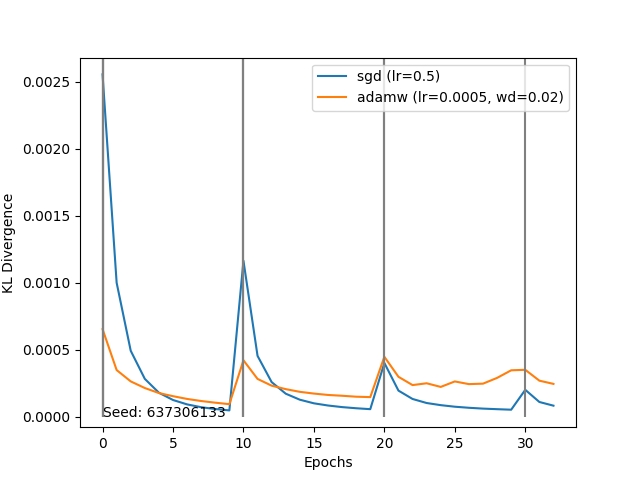 sgd (lr=0.5)
adamw (lr=0.0005, wd=0.02)
0.0025
0.0020
0.0015
0.0010
0.0005
0.0000
KL Divergence
Seed: 637306133
0 5 10 15 20 25 30
Epochs